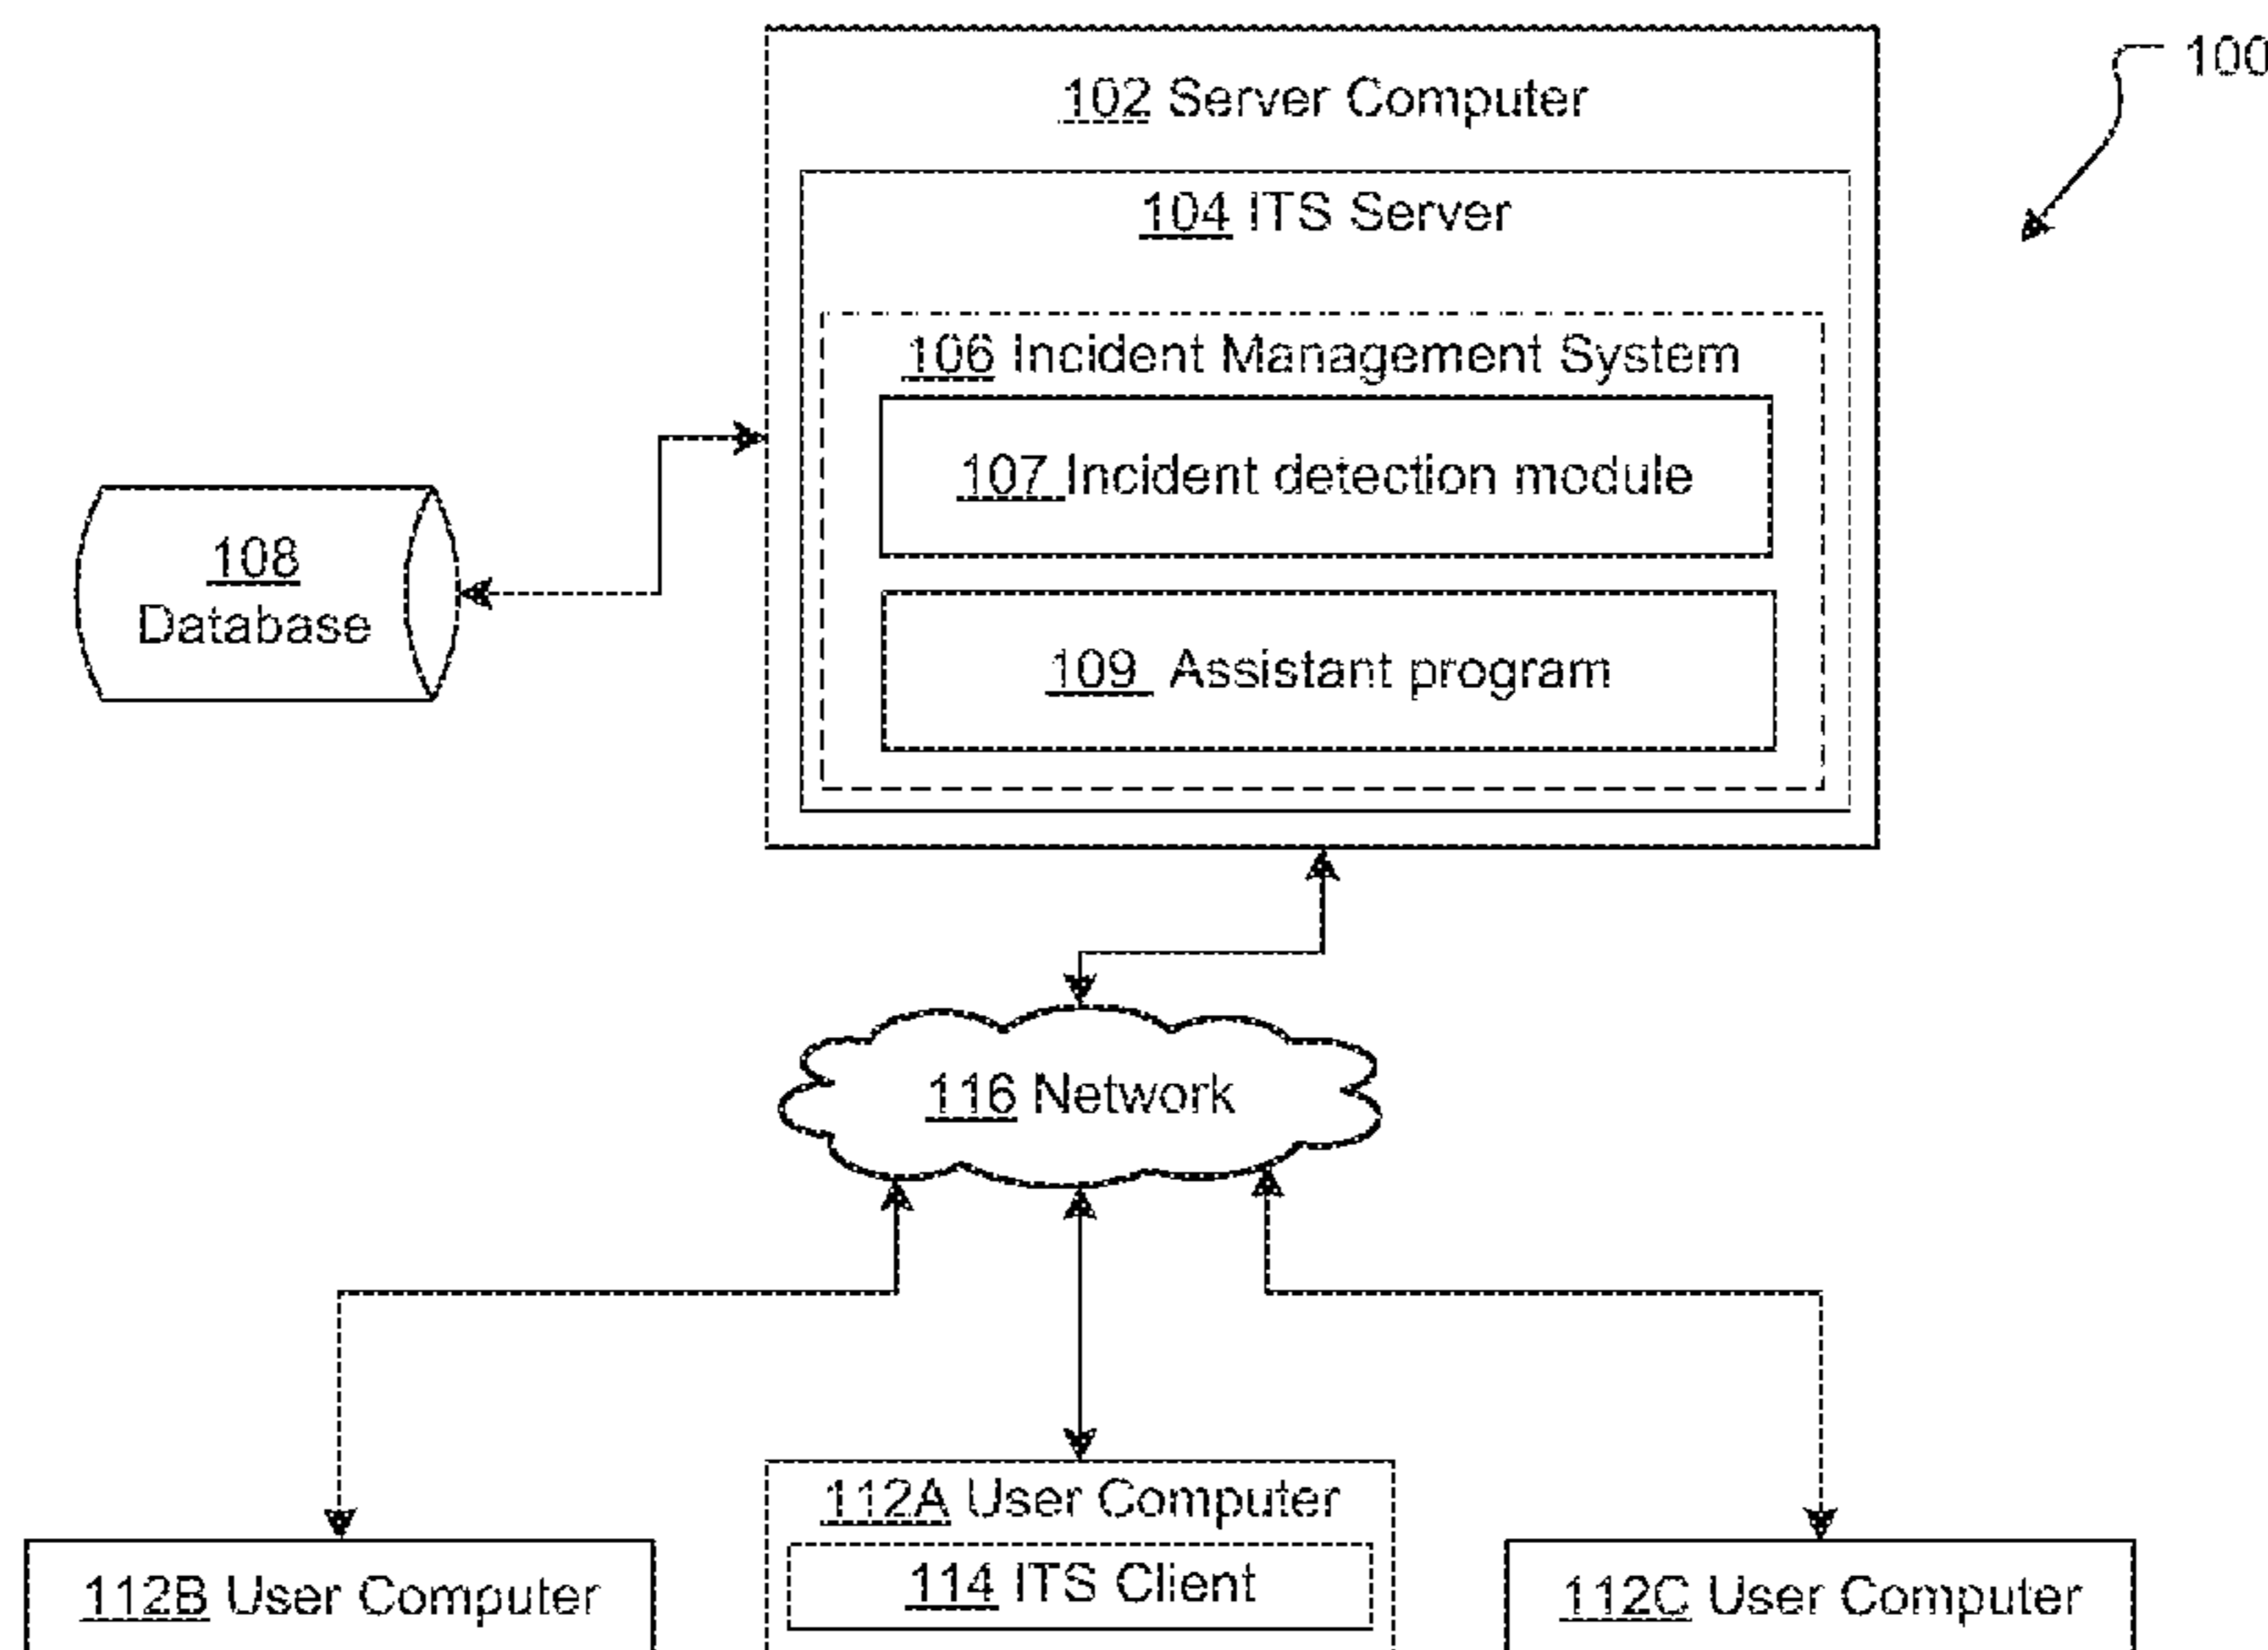 100
102 Server Computer
104 ITS Server
106 Incident Management System
107 Incident detection module
108
Database
109 Assistant program
116 Network
112A User Computer
114 ITS Client
112B User Computer
112C User Computer